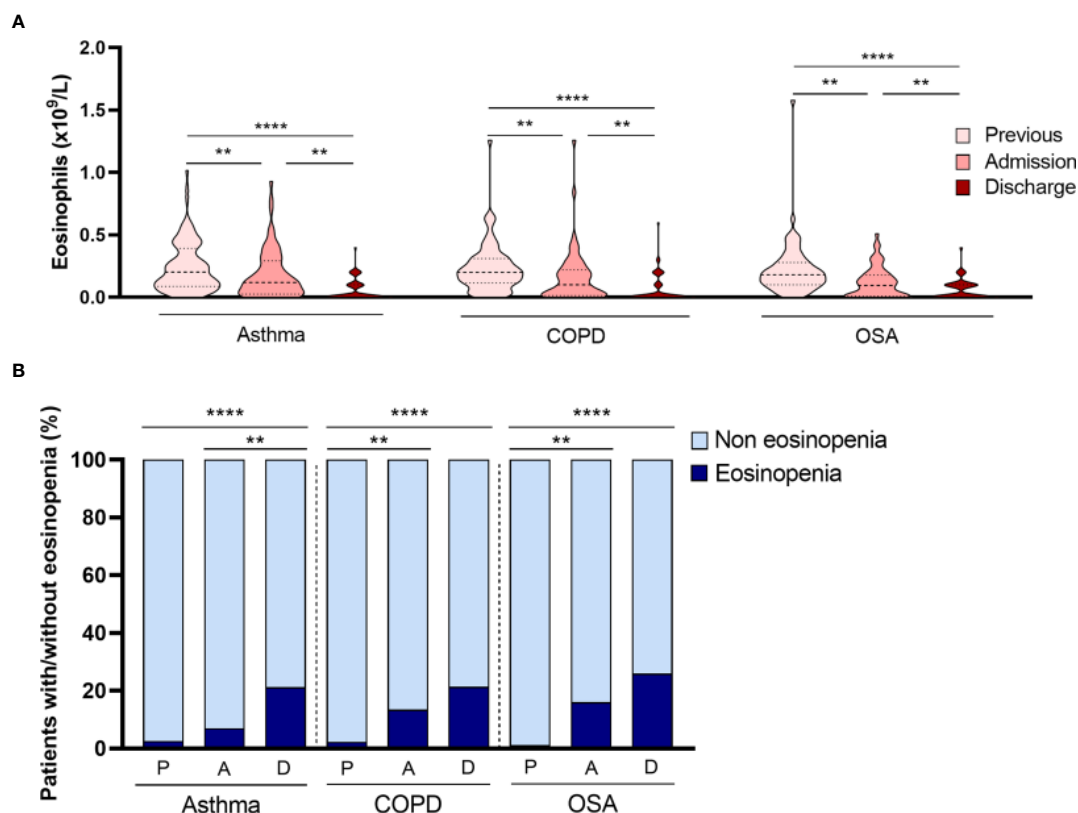 A
Eosinophils (x10⁹/L)
2.0
1.5
1.0
0.5
0.0
****
**
**
****
**
**
****
**
**
Previous
Admission
Discharge
Asthma
COPD
OSA
B
Patients with/without eosinopenia (%)
100
80
60
40
20
0
****
**
****
**
****
**
Non eosinopenia
Eosinopenia
P A D P A D P A D
Asthma COPD OSA